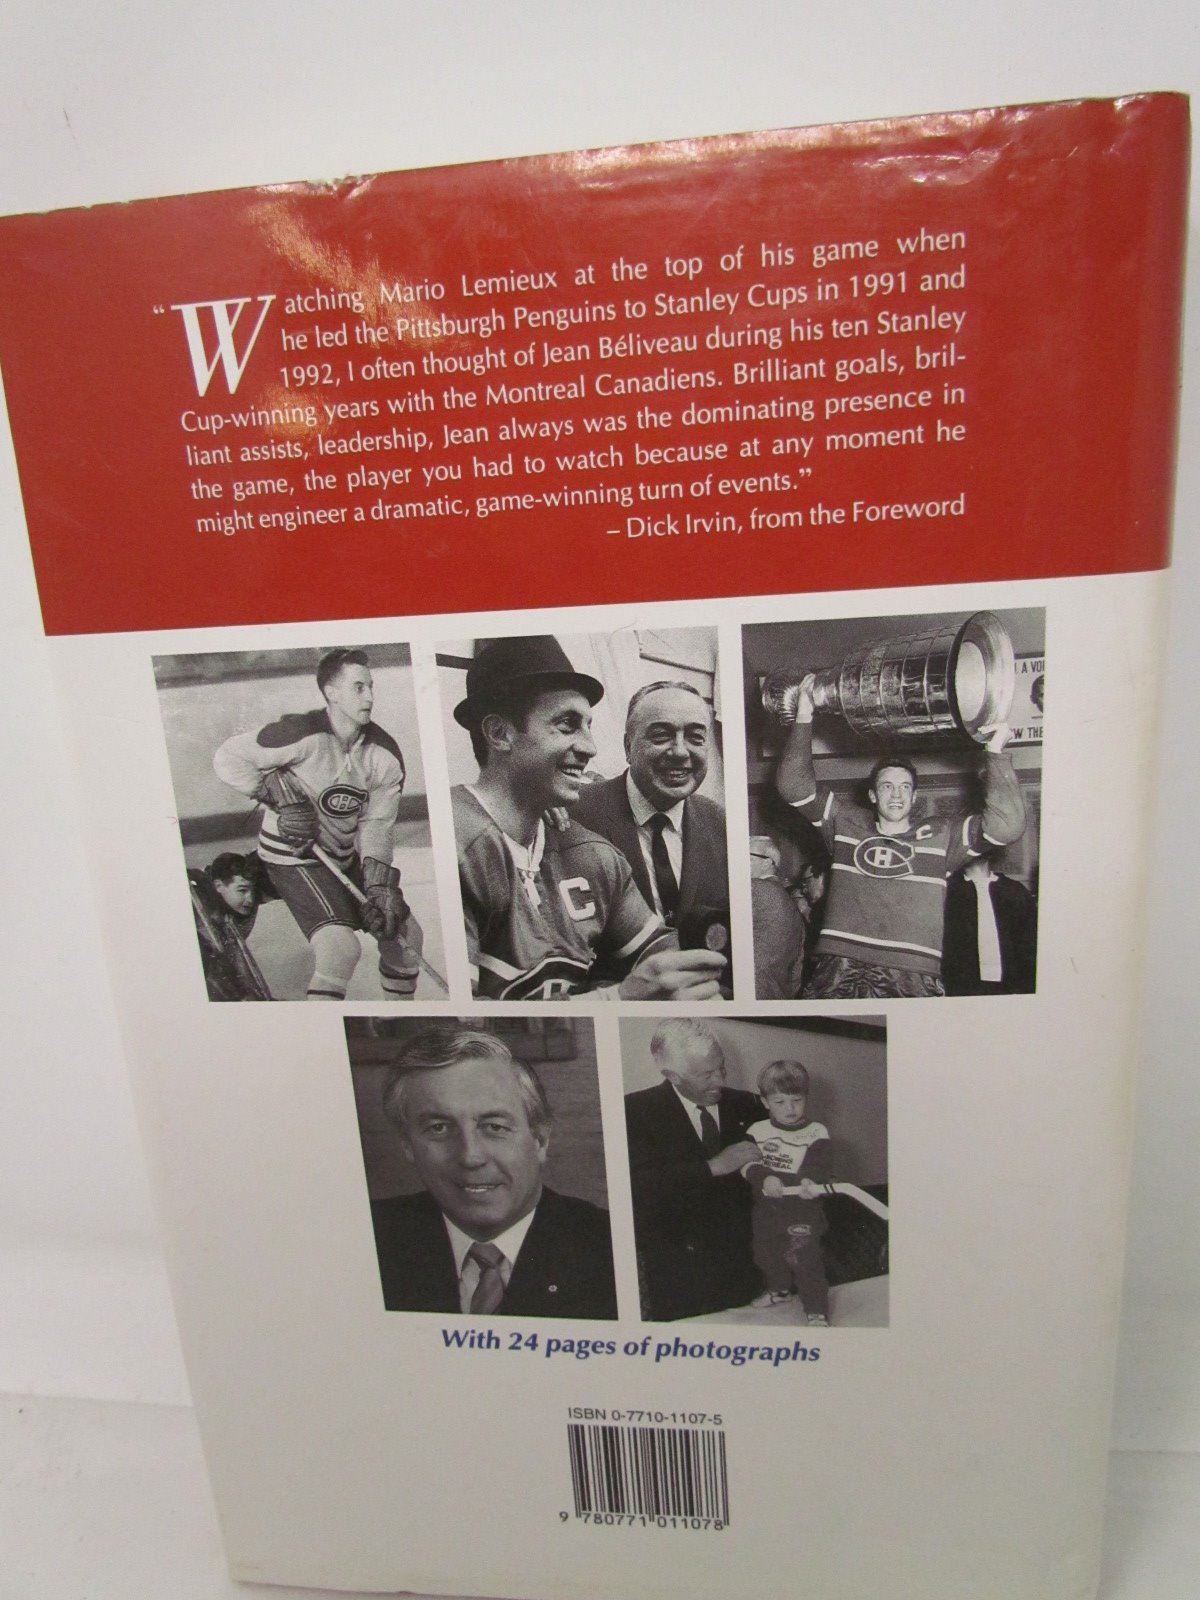 “Watching Mario Lemieux at the top of his game when
he led the Pittsburgh Penguins to Stanley Cups in 1991 and
1992, I often thought of Jean Béliveau during his ten Stanley
Cup-winning years with the Montreal Canadiens. Brilliant goals, bril-
liant assists, leadership, Jean always was the dominating presence in
the game, the player you had to watch because at any moment he
might engineer a dramatic, game-winning turn of events.”
– Dick Irvin, from the Foreword
C
C
With 24 pages of photographs
ISBN 0-7710-1107-5
9 780771 011078